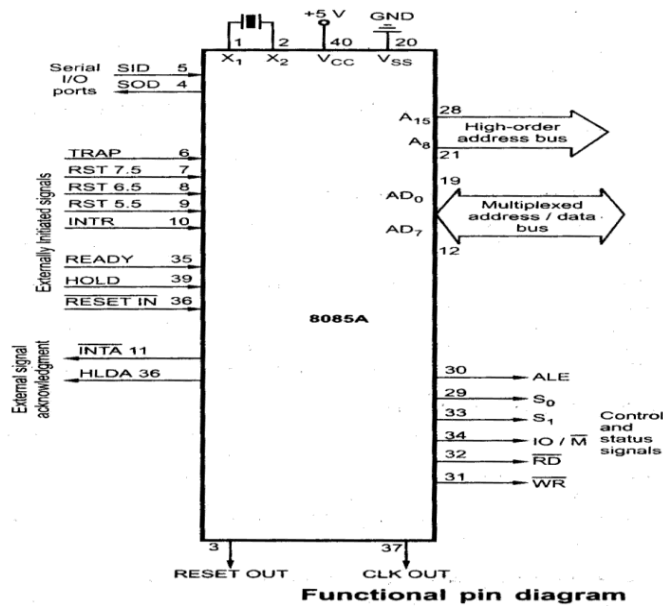 +5 V GND
1 2 40 20
X1 X2 VCC VSS
Serial I/O ports
SID 5
SOD 4
A15 28
High-order address bus
A8 21
Externally Initiated signals
TRAP 6
RST 7.5 7
RST 6.5 8
RST 5.5 9
INTR 10
19
AD0
Multiplexed address / data bus
AD7
12
READY 35
HOLD 39
RESET IN 36
8085A
External signal acknowledgment
INTA 11
HLDA 36
30 ALE
29 S0
33 S1
34 IO / M
32 RD
31 WR
Control and status signals
3 37
RESET OUT CLK OUT
Functional pin diagram